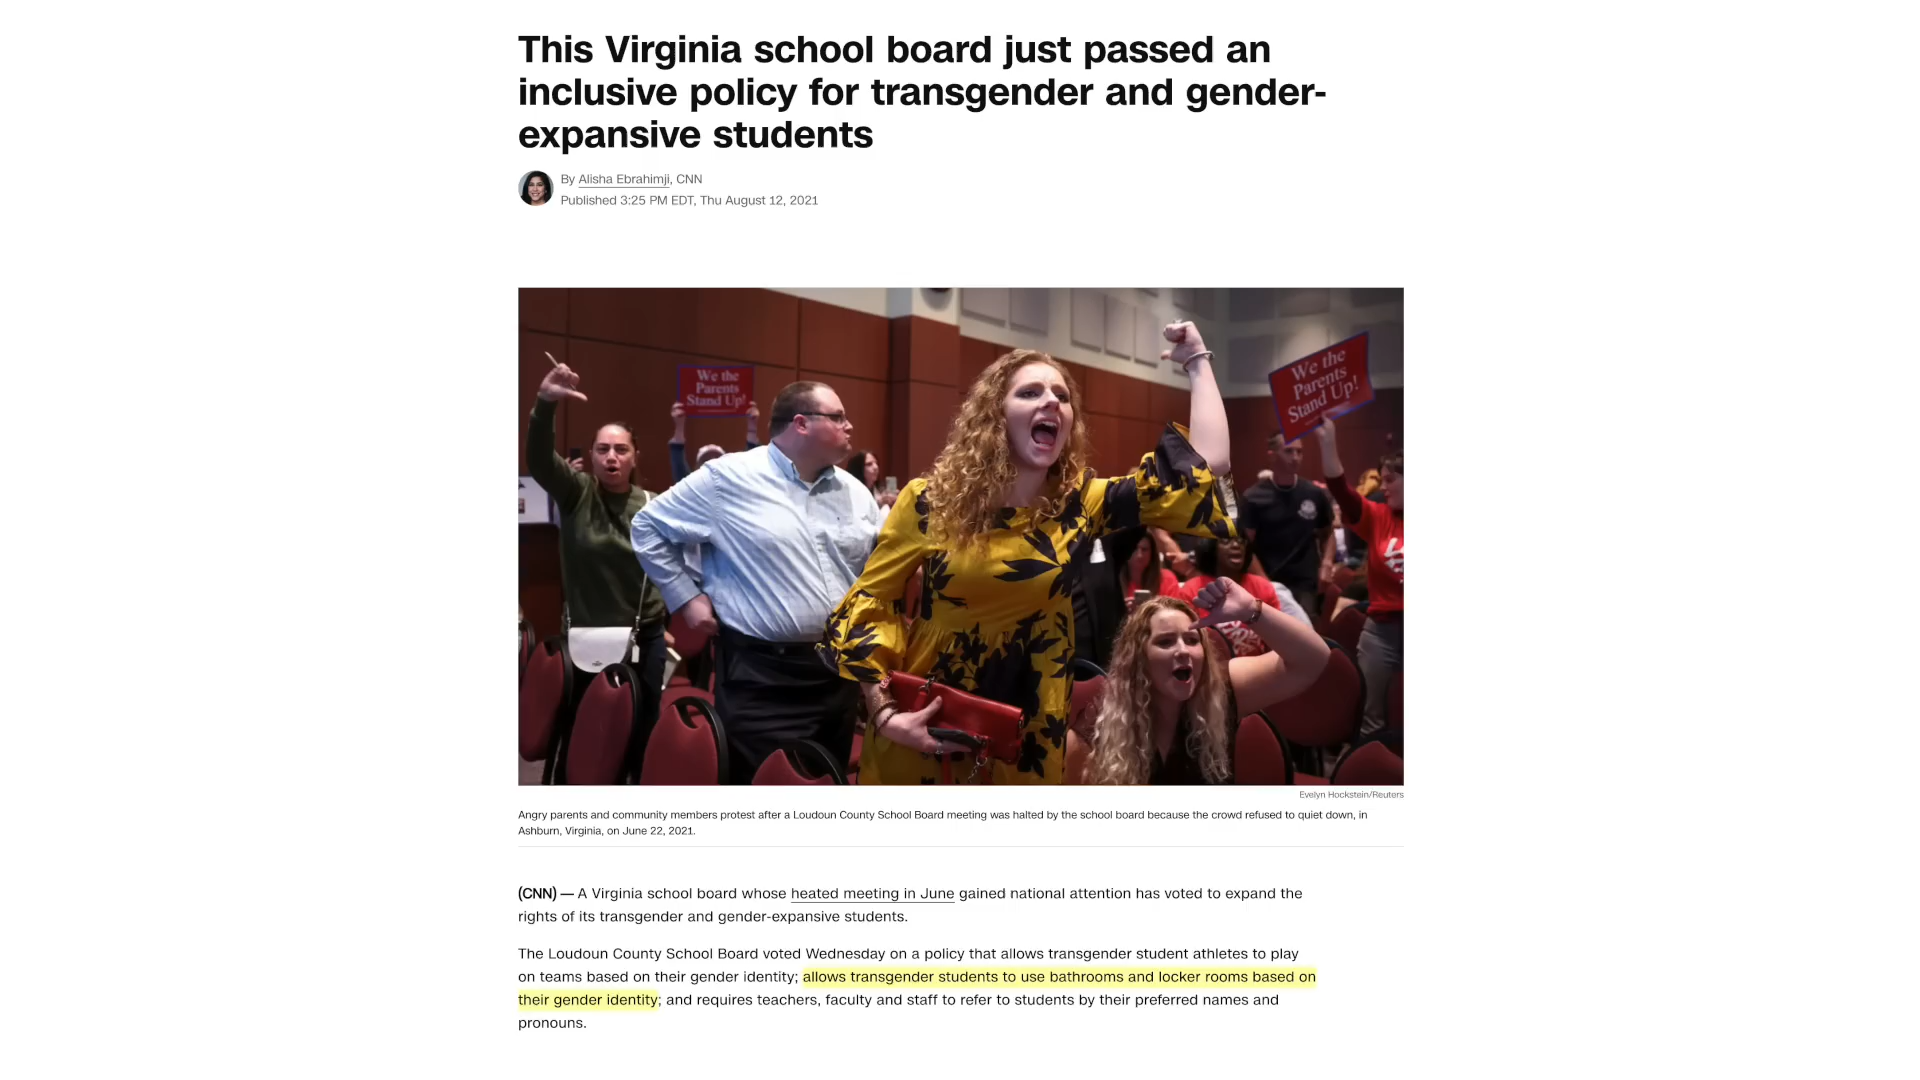 This Virginia school board just passed an
inclusive policy for transgender and gender-
expansive students
By Alisha Ebrahimji, CNN
Published 3:25 PM EDT, Thu August 12, 2021
We the
Parents
Stand Up!
We the
Parents
Stand Up!
Evelyn Hockstein/Reuters
Angry parents and community members protest after a Loudoun County School Board meeting was halted by the school board because the crowd refused to quiet down, in
Ashburn, Virginia, on June 22, 2021.
(CNN) — A Virginia school board whose heated meeting in June gained national attention has voted to expand the
rights of its transgender and gender-expansive students.
The Loudoun County School Board voted Wednesday on a policy that allows transgender student athletes to play
on teams based on their gender identity; allows transgender students to use bathrooms and locker rooms based on
their gender identity; and requires teachers, faculty and staff to refer to students by their preferred names and
pronouns.